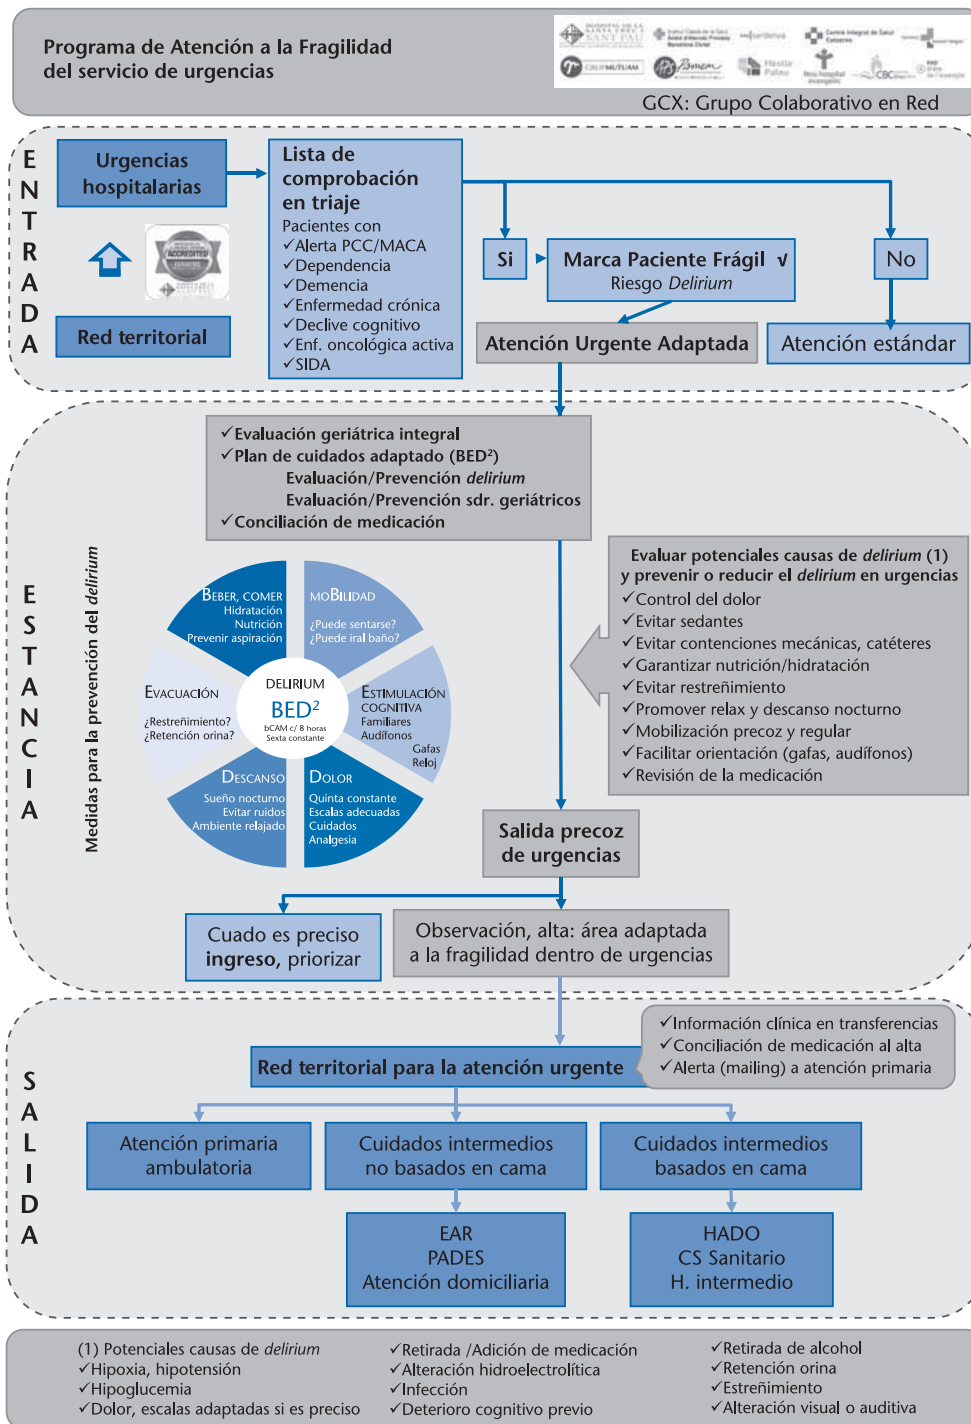 Programa de Atención a la Fragilidad
del servicio de urgencias
SANT PAU
GRUPMUTUAM
CBC
GCX: Grupo Colaborativo en Red
ENTRADA
Urgencias
hospitalarias
ACCREDITED
Red territorial
Lista de
comprobación
en triaje
Pacientes con
✓Alerta PCC/MACA
✓Dependencia
✓Demencia
✓Enfermedad crónica
✓Declive cognitivo
✓Enf. oncológica activa
✓SIDA
Si
Marca Paciente Frágil √
Riesgo Delirium
No
Atención Urgente Adaptada
Atención estándar
ESTANCIA
Medidas para la prevención del delirium
✓Evaluación geriátrica integral
✓Plan de cuidados adaptado (BED²)
Evaluación/Prevención delirium
Evaluación/Prevención sdr. geriátricos
✓Conciliación de medicación
BEBER, COMER
Hidratación
Nutrición
Prevenir aspiración
MOBILIDAD
¿Puede sentarse?
¿Puede iral baño?
EVACUACIÓN
¿Restreñimiento?
¿Retención orina?
DELIRIUM
BED²
bCAM c/ 8 horas
Sexta constante
ESTIMULACIÓN
COGNITIVA
Familiares
Audífonos
Gafas
Reloj
DESCANSO
Sueño nocturno
Evitar ruidos
Ambiente relajado
DOLOR
Quinta constante
Escalas adecuadas
Cuidados
Analgesia
Evaluar potenciales causas de delirium (1)
y prevenir o reducir el delirium en urgencias
✓Control del dolor
✓Evitar sedantes
✓Evitar contenciones mecánicas, catéteres
✓Garantizar nutrición/hidratación
✓Evitar restreñimiento
✓Promover relax y descanso nocturno
✓Mobilización precoz y regular
✓Facilitar orientación (gafas, audífonos)
✓Revisión de la medicación
Salida precoz
de urgencias
Cuado es preciso
ingreso, priorizar
Observación, alta: área adaptada
a la fragilidad dentro de urgencias
SALIDA
✓Información clínica en transferencias
✓Conciliación de medicación al alta
✓Alerta (mailing) a atención primaria
Red territorial para la atención urgente
Atención primaria
ambulatoria
Cuidados intermedios
no basados en cama
Cuidados intermedios
basados en cama
EAR
PADES
Atención domiciliaria
HADO
CS Sanitario
H. intermedio
(1) Potenciales causas de delirium
✓Hipoxia, hipotensión
✓Hipoglucemia
✓Dolor, escalas adaptadas si es preciso
✓Retirada /Adición de medicación
✓Alteración hidroelectrolítica
✓Infección
✓Deterioro cognitivo previo
✓Retirada de alcohol
✓Retención orina
✓Estreñimiento
✓Alteración visual o auditiva